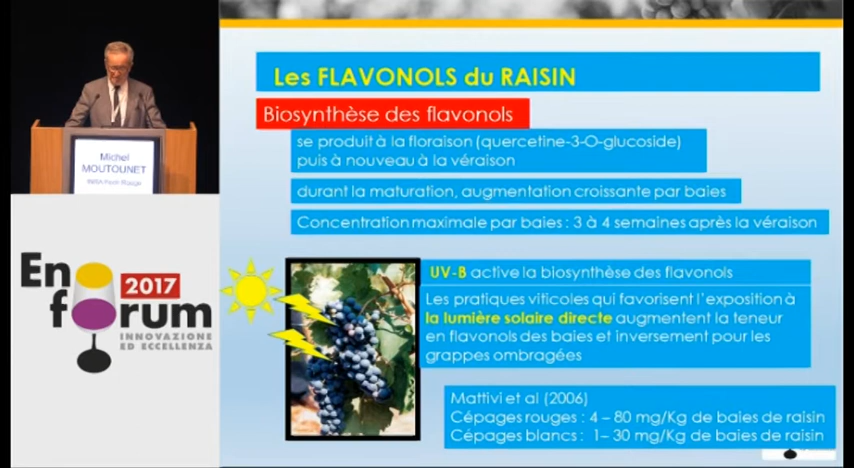 Les FLAVONOLS du RAISIN
Biosynthèse des flavonols
se produit à la floraison (quercetine-3-O-glucoside)
puis à nouveau à la véraison
durant la maturation, augmentation croissante par baies
Concentration maximale par baies : 3 à 4 semaines après la véraison
UV-B active la biosynthèse des flavonols
Les pratiques viticoles qui favorisent l'exposition à
la lumière solaire directe augmentent la teneur
en flavonols des baies et inversement pour les
grappes ombragées
Mattivi et al (2006)
Cépages rouges : 4 – 80 mg/Kg de baies de raisin
Cépages blancs : 1– 30 mg/Kg de baies de raisin
Michel
MOUTOUNET
En
2017
forum
INNOVAZIONE
ED ECCELLENZA